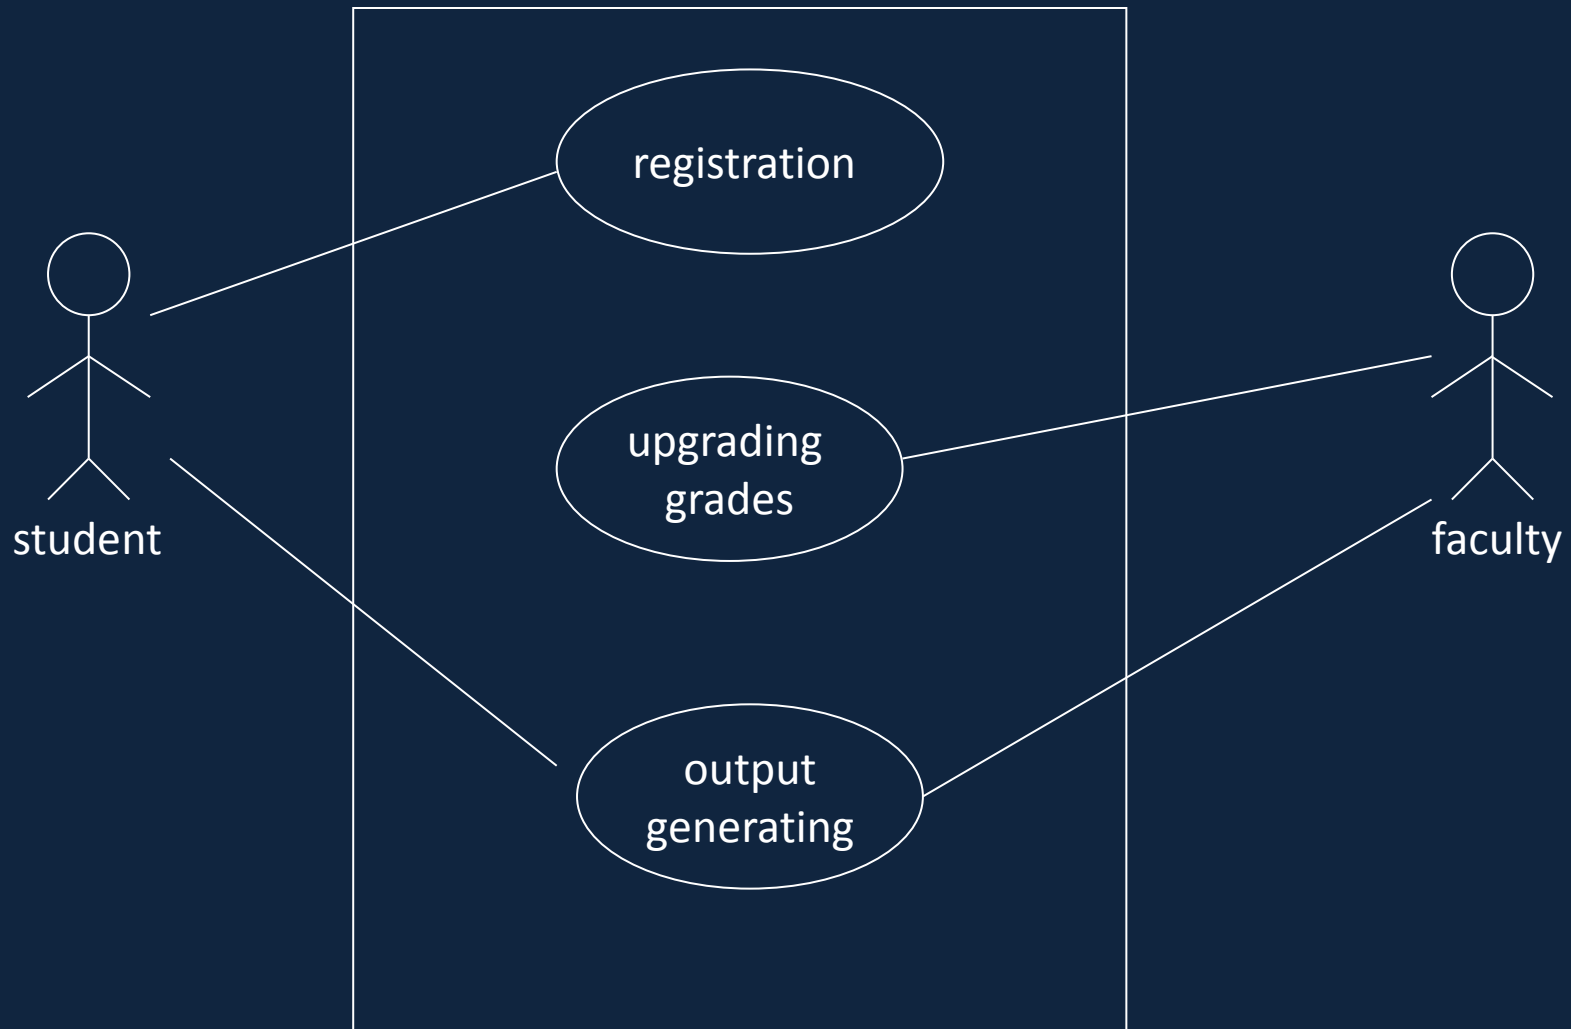 registration
upgrading
grades
student
faculty
output
generating